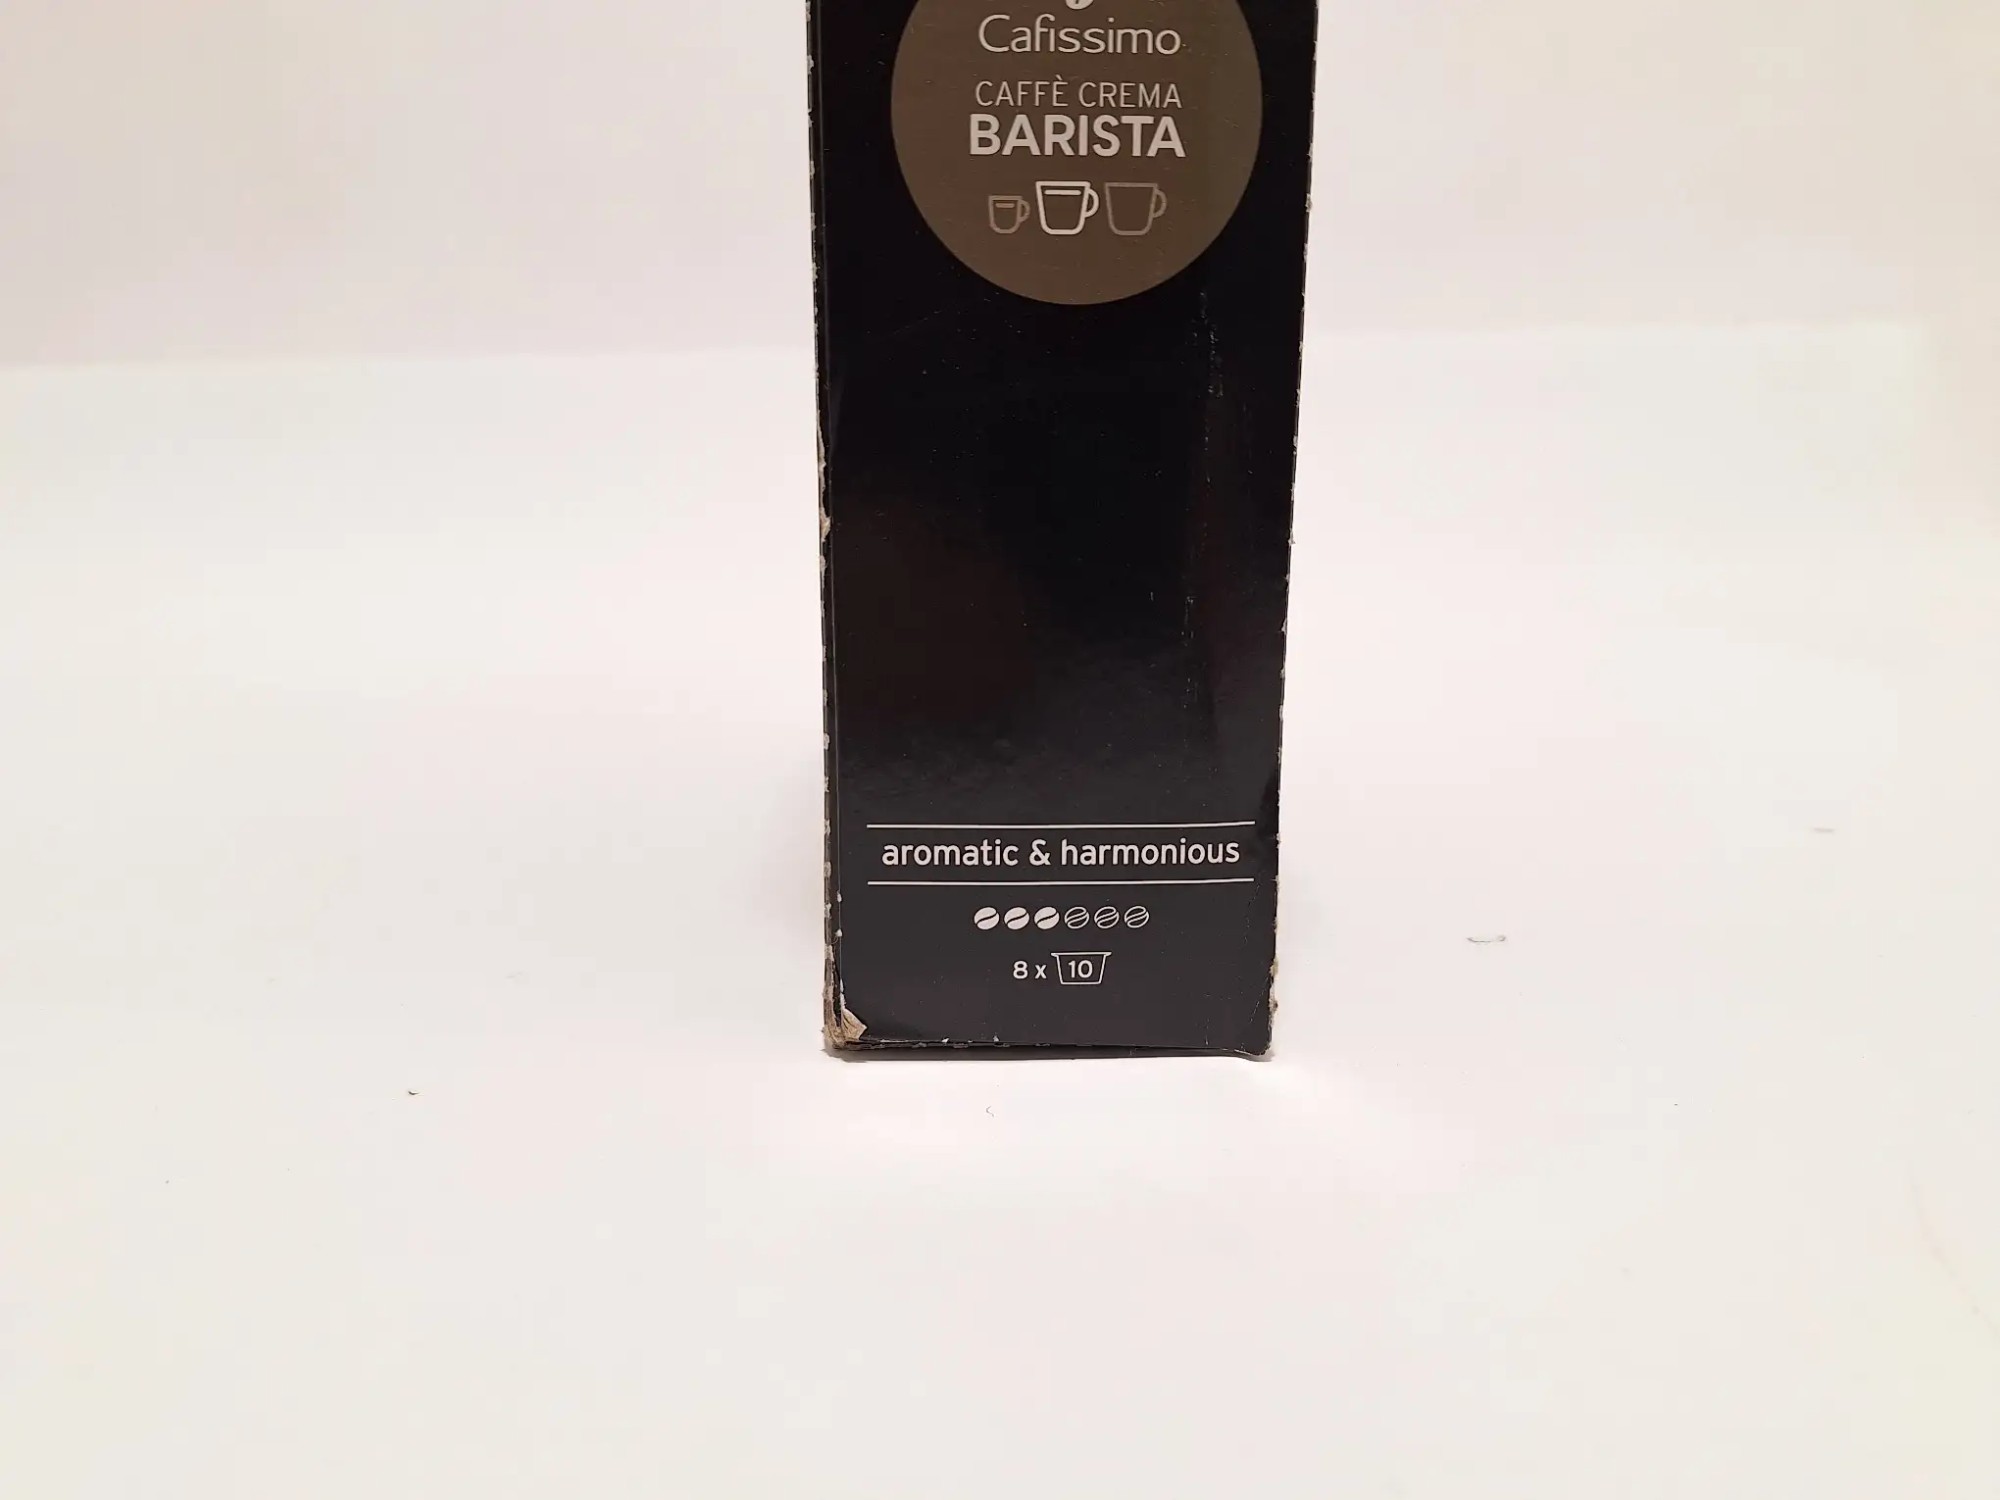 Cafissimo
CAFFÈ CREMA
BARISTA
aromatic & harmonious
8 x 10